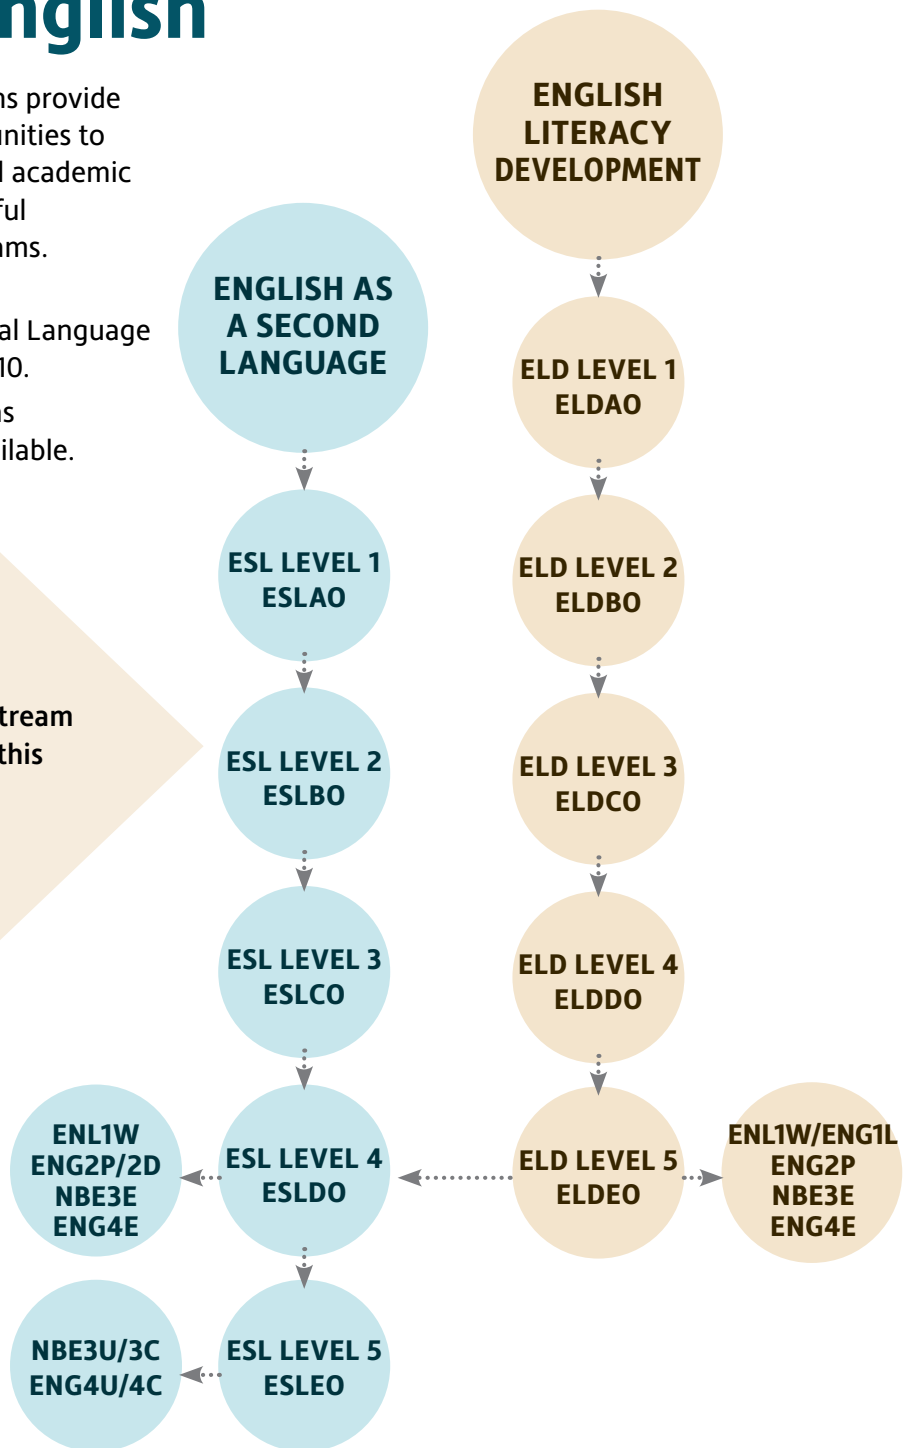 nglish
ns provide
unities to
l academic
ful
ams.
al Language
10.
ns
ilable.
tream
this
ENGLISH AS
A SECOND
LANGUAGE
ESL LEVEL 1
ESLAO
ESL LEVEL 2
ESLBO
ESL LEVEL 3
ESLCO
ESL LEVEL 4
ESLDO
ENL1W
ENG2P/2D
NBE3E
ENG4E
ESL LEVEL 5
ESLEO
NBE3U/3C
ENG4U/4C
ENGLISH
LITERACY
DEVELOPMENT
ELD LEVEL 1
ELDAO
ELD LEVEL 2
ELDBO
ELD LEVEL 3
ELDCO
ELD LEVEL 4
ELDDO
ELD LEVEL 5
ELDEO
ENL1W/ENG1L
ENG2P
NBE3E
ENG4E